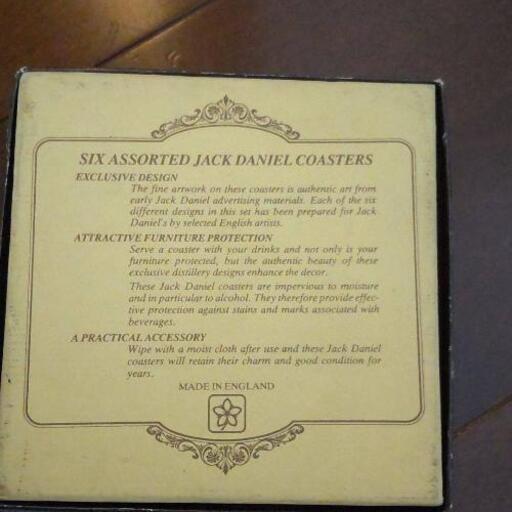 SIX ASSORTED JACK DANIEL COASTERS
EXCLUSIVE DESIGN
The fine artwork on these coasters is authentic art from
early Jack Daniel advertising materials. Each of the six
different designs in this set has been prepared for Jack
Daniel's by selected English artists.
ATTRACTIVE FURNITURE PROTECTION
Serve a coaster with your drinks and not only is your
furniture protected, but the authentic beauty of these
exclusive distillery designs enhance the decor.
These Jack Daniel coasters are impervious to moisture
and in particular to alcohol. They therefore provide effec-
tive protection against stains and marks associated with
beverages.
A PRACTICAL ACCESSORY
Wipe with a moist cloth after use and these Jack Daniel
coasters will retain their charm and good condition for
years.
MADE IN ENGLAND